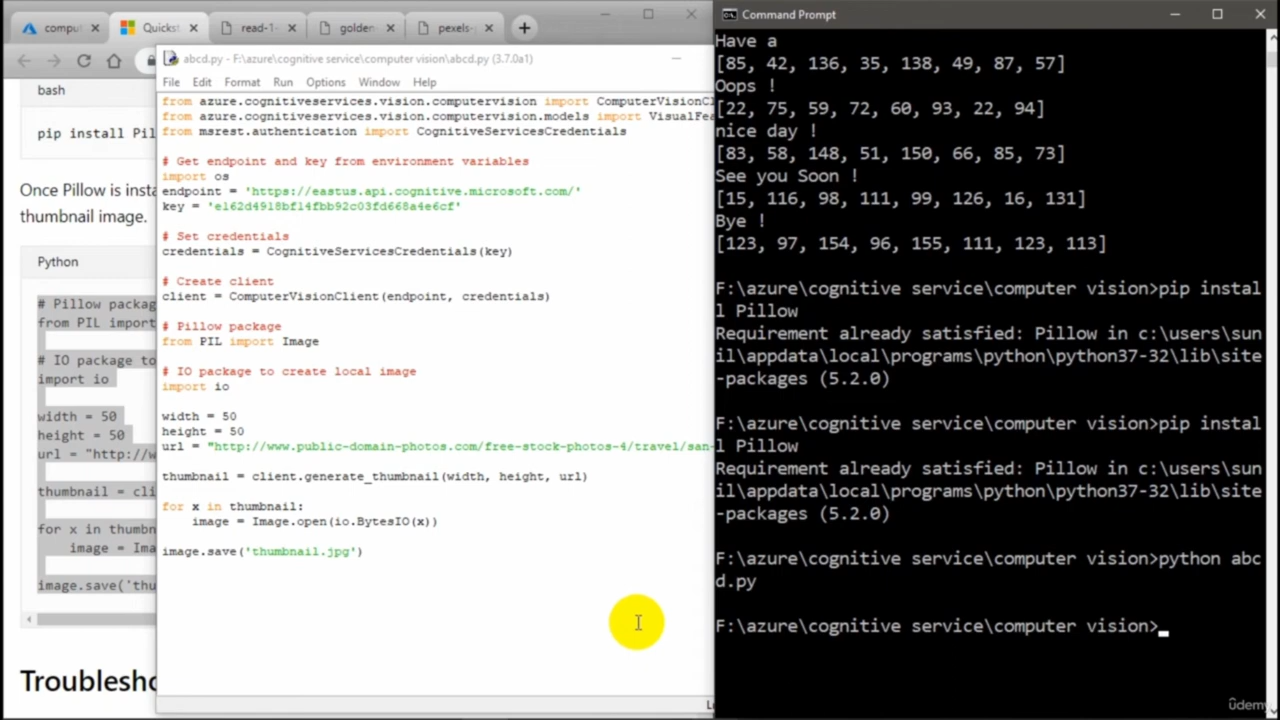 comput
Quickst
read-1-
golden
pexels-
bash
pip install Pil
Once Pillow is insta
thumbnail image.
Python
# Pillow packag
from PIL import
# IO package to
import io
width = 50
height = 50
url = "http://w
thumbnail = cli
for x in thumbn
image = Ima
image.save('thu
Troublesho
abcd.py - F:\azure\cognitive service\computer vision\abcd.py (3.7.0a1)
File Edit Format Run Options Window Help
from azure.cognitiveservices.vision.computervision import ComputerVisionCl
from azure.cognitiveservices.vision.computervision.models import VisualFea
from msrest.authentication import CognitiveServicesCredentials
# Get endpoint and key from environment variables
import os
endpoint = 'https://eastus.api.cognitive.microsoft.com/'
key = 'e162d4918bf14fbb92c03fd668a4e6cf'
# Set credentials
credentials = CognitiveServicesCredentials(key)
# Create client
client = ComputerVisionClient(endpoint, credentials)
# Pillow package
from PIL import Image
# IO package to create local image
import io
width = 50
height = 50
url = "http://www.public-domain-photos.com/free-stock-photos-4/travel/san-
thumbnail = client.generate_thumbnail(width, height, url)
for x in thumbnail:
image = Image.open(io.BytesIO(x))
image.save('thumbnail.jpg')
Command Prompt
Have a
[85, 42, 136, 35, 138, 49, 87, 57]
Oops !
[22, 75, 59, 72, 60, 93, 22, 94]
nice day !
[83, 58, 148, 51, 150, 66, 85, 73]
See you Soon !
[15, 116, 98, 111, 99, 126, 16, 131]
Bye !
[123, 97, 154, 96, 155, 111, 123, 113]
F:\azure\cognitive service\computer vision>pip instal
l Pillow
Requirement already satisfied: Pillow in c:\users\sun
il\appdata\local\programs\python\python37-32\lib\site
-packages (5.2.0)
F:\azure\cognitive service\computer vision>pip instal
l Pillow
Requirement already satisfied: Pillow in c:\users\sun
il\appdata\local\programs\python\python37-32\lib\site
-packages (5.2.0)
F:\azure\cognitive service\computer vision>python abc
d.py
F:\azure\cognitive service\computer vision>
udemy